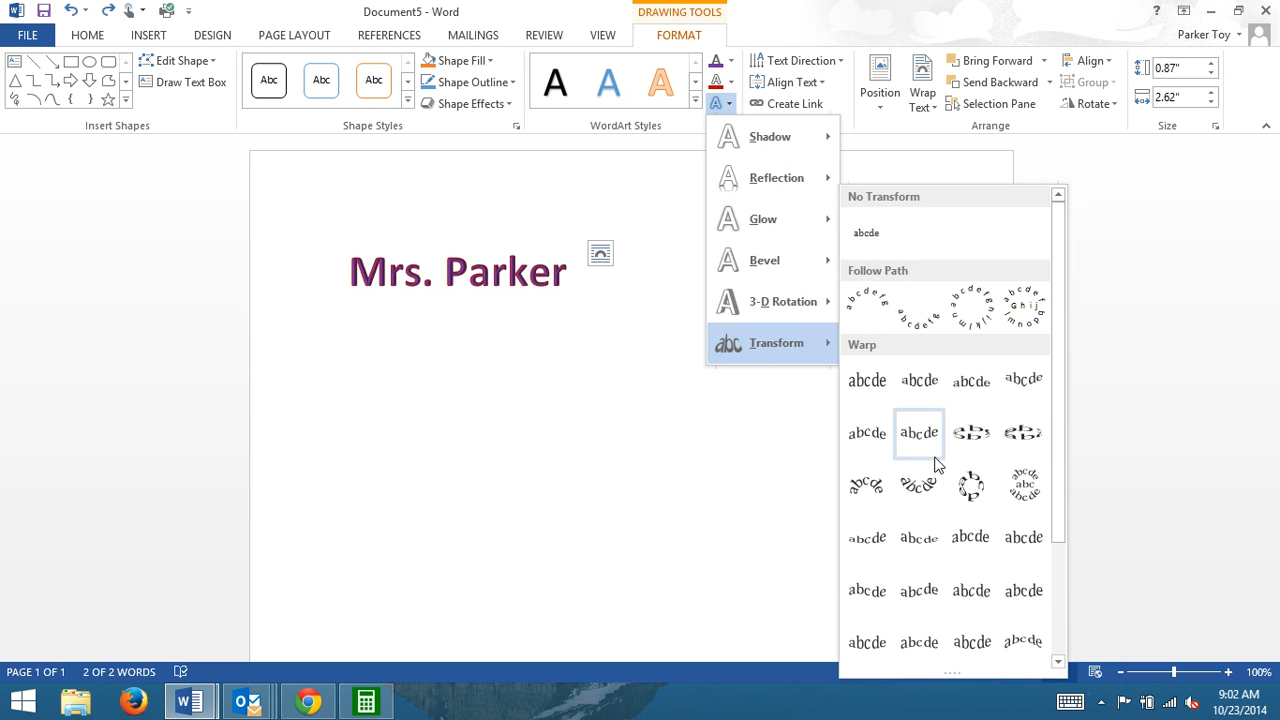 Document5 - Word
DRAWING TOOLS
FILE
HOME
INSERT
DESIGN
PAGE LAYOUT
REFERENCES
MAILINGS
REVIEW
VIEW
FORMAT
Parker Toy
Edit Shape
Draw Text Box
Insert Shapes
Abc
Abc
Abc
Shape Fill
Shape Outline
Shape Effects
Shape Styles
A
A
A
WordArt Styles
A
A
A
Text Direction
Align Text
Create Link
Position
Wrap
Text
Bring Forward
Send Backward
Selection Pane
Align
Group
Rotate
Arrange
0.87"
2.62"
Size
Shadow
Reflection
Glow
Bevel
3-D Rotation
abc Transform
No Transform
abcde
Follow Path
abcdefg
abcdefg
Warp
abcde abcde abcde abcde
abcde abcde
abcde abcde
abcde abcde abcde abcde
abcde abcde abcde abcde
abcde abcde abcde abcde
Mrs. Parker
PAGE 1 OF 1
2 OF 2 WORDS
100%
9:02 AM
10/23/2014